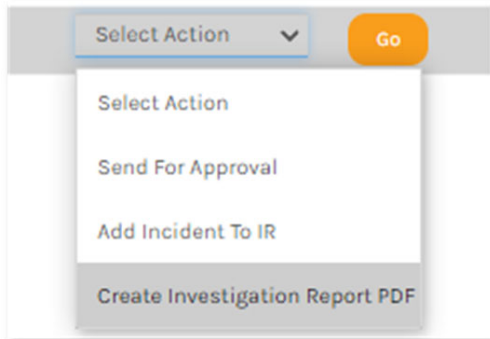 Select Action
Go
Select Action
Send For Approval
Add Incident To IR
Create Investigation Report PDF